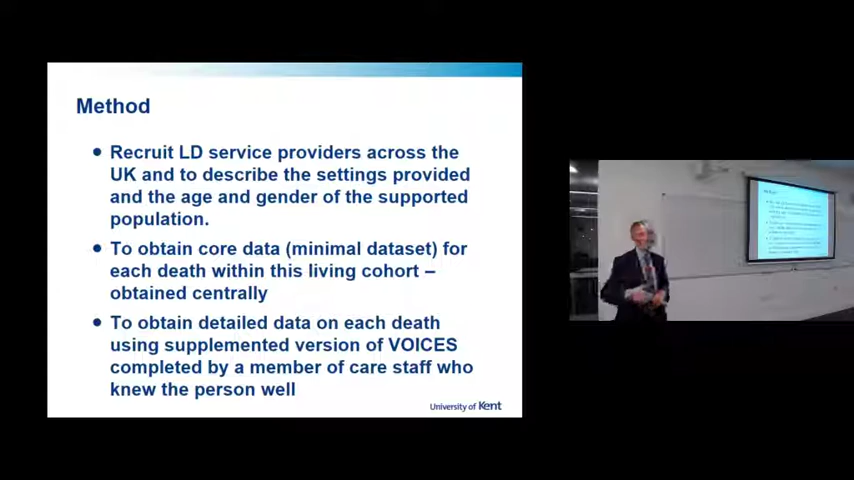 Method
● Recruit LD service providers across the
UK and to describe the settings provided
and the age and gender of the supported
population.
● To obtain core data (minimal dataset) for
each death within this living cohort –
obtained centrally
● To obtain detailed data on each death
using supplemented version of VOICES
completed by a member of care staff who
knew the person well
University of Kent